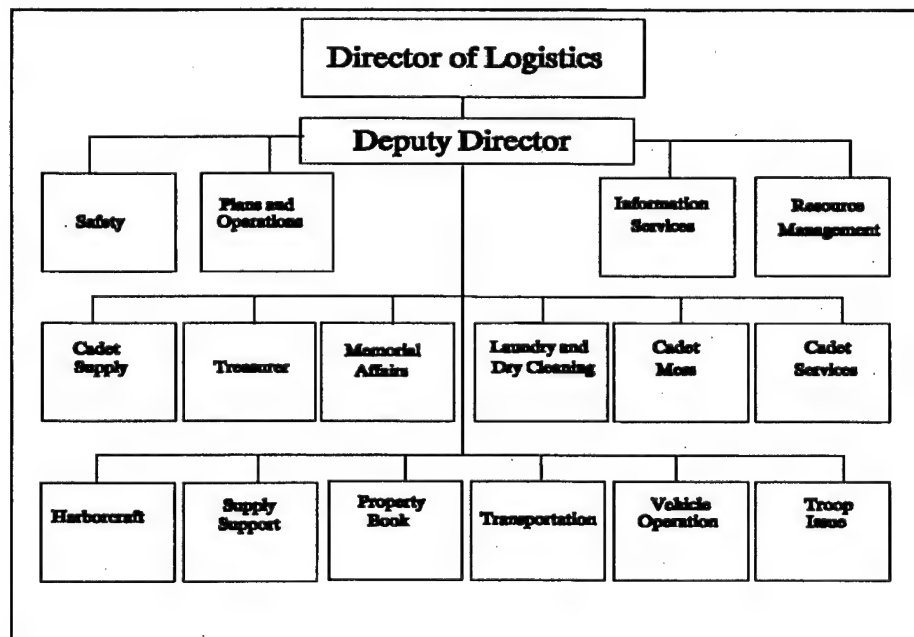 Director of Logistics
Deputy Director
Safety
Plans and
Operations
Information
Services
Resource
Management
Cadet
Supply
Treasurer
Memorial
Affairs
Laundry and
Dry Cleaning
Cadet
Mess
Cadet
Services
Harborcraft
Supply
Support
Property
Book
Transportation
Vehicle
Operation
Troop
Issue